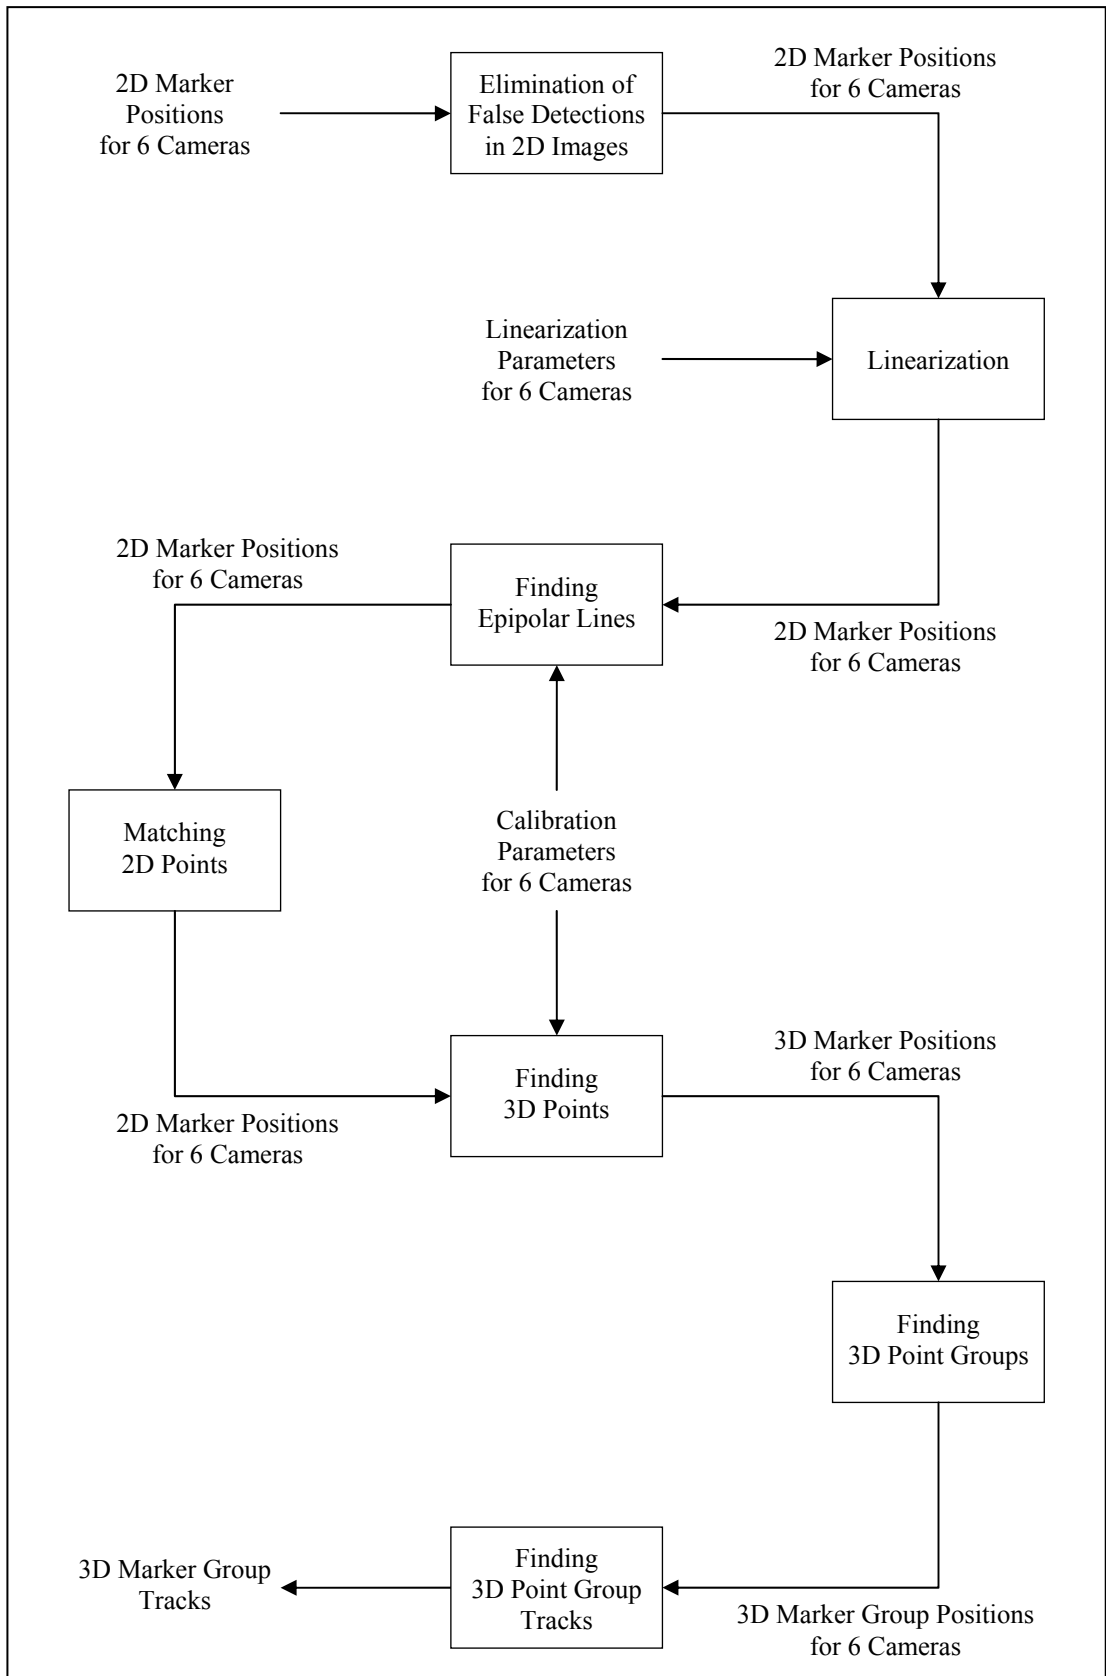 2D Marker
Positions
for 6 Cameras
Elimination of
False Detections
in 2D Images
2D Marker Positions
for 6 Cameras
Linearization
Parameters
for 6 Cameras
Linearization
2D Marker Positions
for 6 Cameras
Finding
Epipolar Lines
2D Marker Positions
for 6 Cameras
Matching
2D Points
Calibration
Parameters
for 6 Cameras
2D Marker Positions
for 6 Cameras
Finding
3D Points
3D Marker Positions
for 6 Cameras
Finding
3D Point Groups
3D Marker Group
Tracks
Finding
3D Point Group
Tracks
3D Marker Group Positions
for 6 Cameras